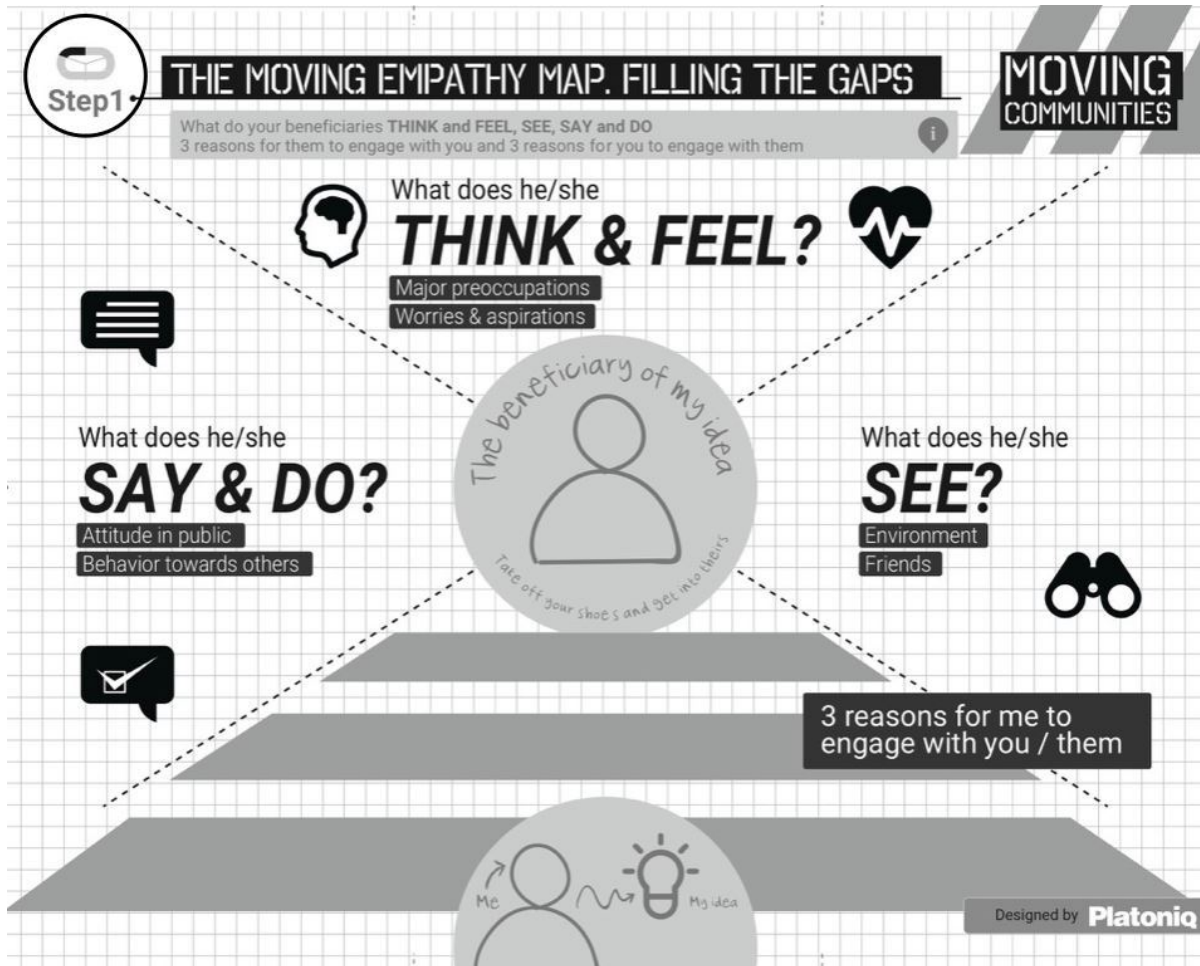 Step1
THE MOVING EMPATHY MAP. FILLING THE GAPS
MOVING
COMMUNITIES
What do your beneficiaries THINK and FEEL, SEE, SAY and DO
3 reasons for them to engage with you and 3 reasons for you to engage with them
i
What does he/she
THINK & FEEL?
Major preoccupations
Worries & aspirations
The beneficiary of my idea
Take off your shoes and get into theirs
What does he/she
SAY & DO?
Attitude in public
Behavior towards others
What does he/she
SEE?
Environment
Friends
3 reasons for me to
engage with you / them
Me
My idea
Designed by Platoniq